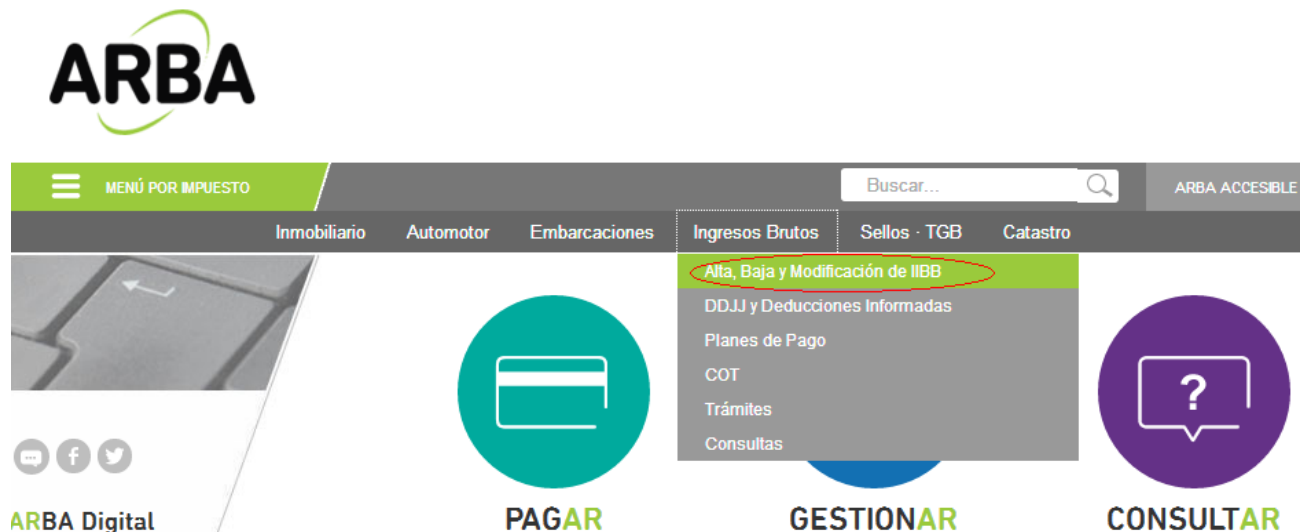 ARBA
MENÚ POR IMPUESTO
Buscar...
ARBA ACCESIBLE
Inmobiliario Automotor Embarcaciones Ingresos Brutos Sellos · TGB Catastro
Alta, Baja y Modificación de IIBB
DDJJ y Deducciones Informadas
Planes de Pago
COT
Trámites
Consultas
?
f
ARBA Digital
PAGAR
GESTIONAR
CONSULTAR